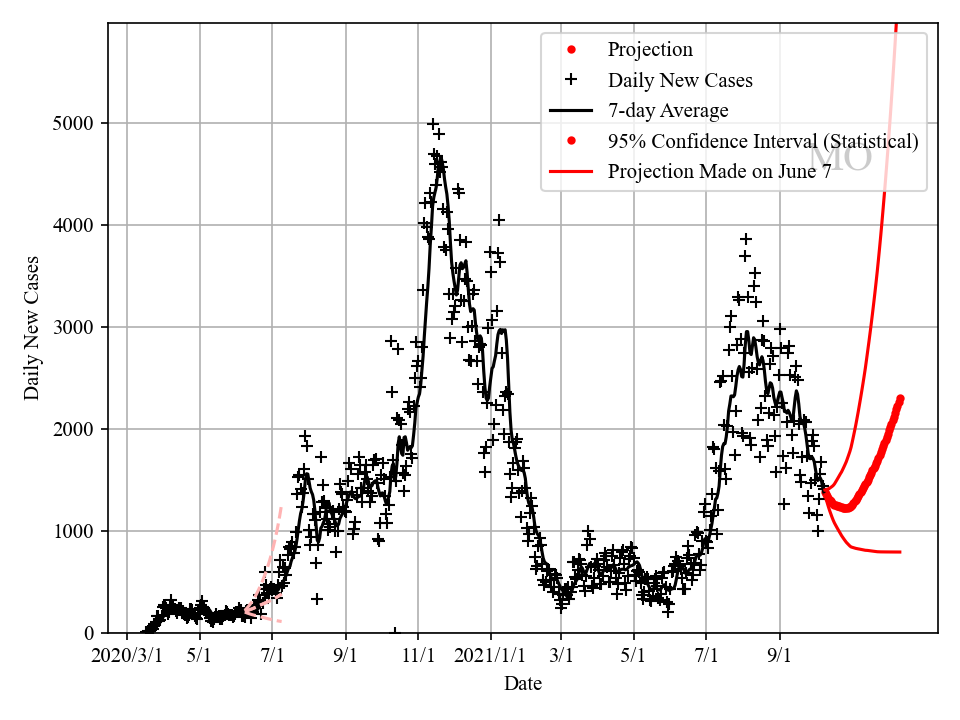 Projection
Daily New Cases
7-day Average
95% Confidence Interval (Statistical)
MO
Projection Made on June 7
5000
4000
3000
2000
1000
0
Daily New Cases
2020/3/1 5/1 7/1 9/1 11/1 2021/1/1 3/1 5/1 7/1 9/1
Date